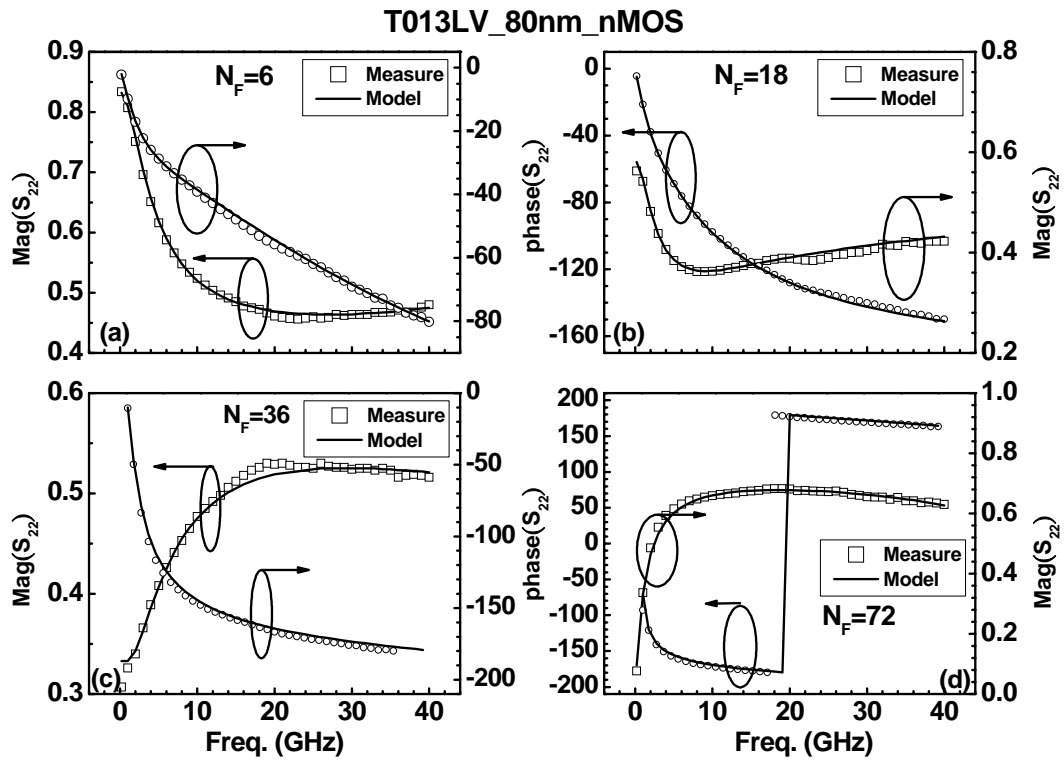 T013LV_80nm_nMOS
0.9
0.8
0.7
0.6
0.5
0.4
Mag(S22)
N_F=6
Measure
Model
(a)
0
-20
-40
-60
-80
phase(S22)
0
-40
-80
-120
-160
N_F=18
Measure
Model
(b)
0.8
0.6
0.4
0.2
Mag(S22)
0.6
0.5
0.4
0.3
Mag(S22)
N_F=36
Measure
Model
(c)
0
-50
-100
-150
-200
phase(S22)
0 10 20 30 40
Freq. (GHz)
200
150
100
50
0
-50
-100
-150
-200
Measure
Model
N_F=72
(d)
1.0
0.8
0.6
0.4
0.2
0.0
Mag(S22)
0 10 20 30 40
Freq. (GHz)